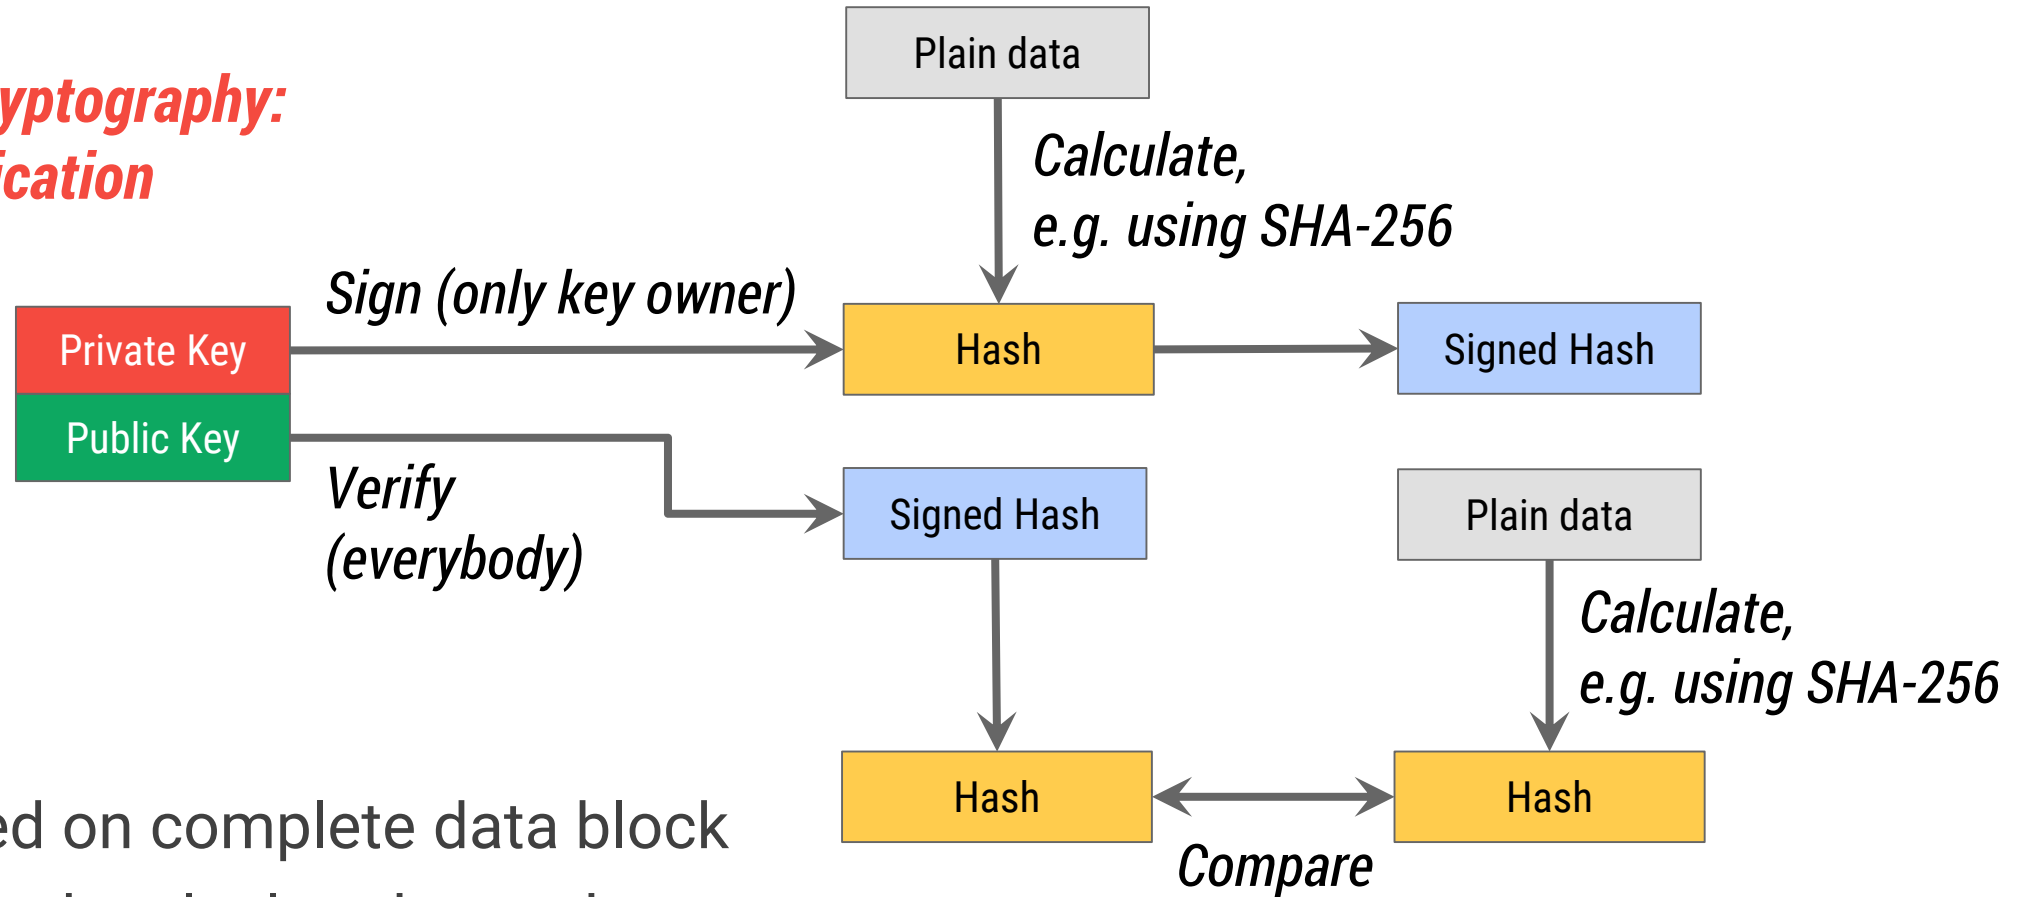 Plain data
yptography:
ication
Calculate,
e.g. using SHA-256
Sign (only key owner)
Private Key
Hash
Signed Hash
Public Key
Verify
(everybody)
Signed Hash
Plain data
Calculate,
e.g. using SHA-256
Hash
Hash
Compare
ed on complete data block